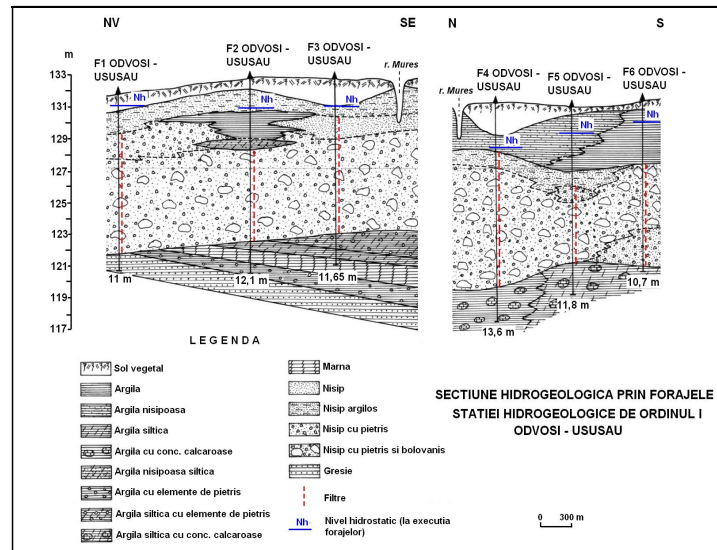 NV
SE
N
S
m
F1 ODVOSI -
USUSAU
F2 ODVOSI -
USUSAU
F3 ODVOSI -
USUSAU
r. Mures
r. Mures
F4 ODVOSI -
USUSAU
F5 ODVOSI -
USUSAU
F6 ODVOSI -
USUSAU
133
131
129
127
125
123
121
119
117
Nh
Nh
Nh
Nh
Nh
Nh
11 m
12,1 m
11,65 m
13,6 m
11,8 m
10,7 m
LEGENDA
Sol vegetal
Argila
Argila nisipoasa
Argila siltica
Argila cu conc. calcaroase
Argila nisipoasa siltica
Argila cu elemente de pietris
Argila siltica cu elemente de pietris
Argila siltica cu conc. calcaroase
Marna
Nisip
Nisip argilos
Nisip cu pietris
Nisip cu pietris si bolovanis
Gresie
Filtre
Nh Nivel hidrostatic (la executia
forajelor)
SECTIUNE HIDROGEOLOGICA PRIN FORAJELE
STATIEI HIDROGEOLOGICE DE ORDINUL I
ODVOSI - USUSAU
0 300 m